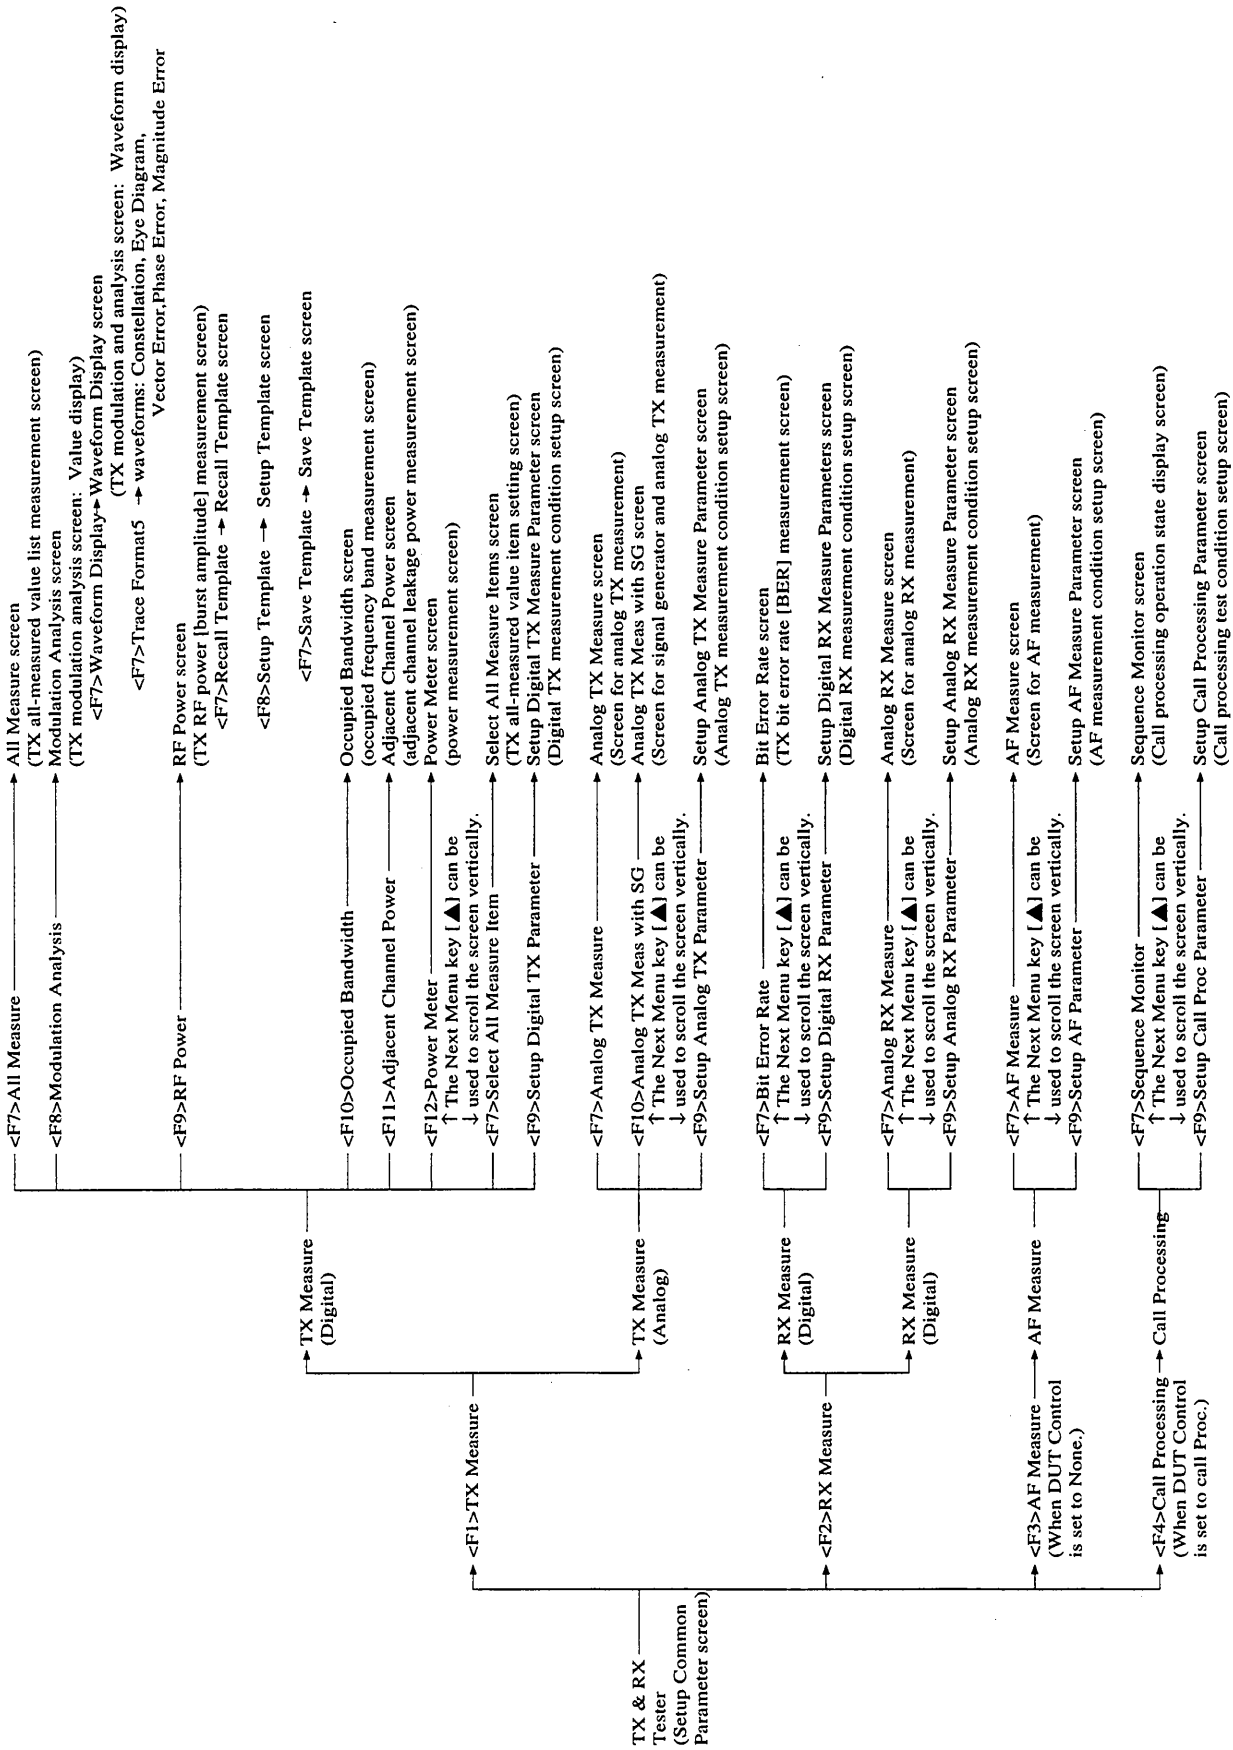 TX & RX
Tester
(Setup Common
Parameter screen)
<F1>TX Measure
TX Measure
(Digital)
<F7>All Measure
All Measure screen
(TX all-measured value list measurement screen)
<F8>Modulation Analysis
Modulation Analysis screen
(TX modulation analysis screen: Value display)
<F7>Waveform Display
Waveform Display screen
(TX modulation and analysis screen: Waveform display)
<F7>Trace Format5
waveforms: Constellation, Eye Diagram,
Vector Error,Phase Error, Magnitude Error
<F9>RF Power
RF Power screen
(TX RF power [burst amplitude] measurement screen)
<F7>Recall Template → Recall Template screen
<F8>Setup Template → Setup Template screen
<F7>Save Template → Save Template screen
<F10>Occupied Bandwidth
Occupied Bandwidth screen
(occupied frequency band measurement screen)
<F11>Adjacent Channel Power
Adjacent Channel Power screen
(adjacent channel leakage power measurement screen)
<F12>Power Meter
Power Meter screen
(power measurement screen)
↑ The Next Menu key [▲] can be
↓ used to scroll the screen vertically.
<F7>Select All Measure Item
Select All Measure Items screen
(TX all-measured value item setting screen)
<F9>Setup Digital TX Parameter
Setup Digital TX Measure Parameter screen
(Digital TX measurement condition setup screen)
TX Measure
(Analog)
<F7>Analog TX Measure
Analog TX Measure screen
(Screen for analog TX measurement)
<F10>Analog TX Meas with SG
Analog TX Meas with SG screen
(Screen for signal generator and analog TX measurement)
↑ The Next Menu key [▲] can be
↓ used to scroll the screen vertically.
<F9>Setup Analog TX Parameter
Setup Analog TX Measure Parameter screen
(Analog TX measurement condition setup screen)
<F2>RX Measure
RX Measure
(Digital)
<F7>Bit Error Rate
Bit Error Rate screen
(TX bit error rate [BER] measurement screen)
↑ The Next Menu key [▲] can be
↓ used to scroll the screen vertically.
<F9>Setup Digital RX Parameter
Setup Digital RX Measure Parameters screen
(Digital RX measurement condition setup screen)
RX Measure
(Digital)
<F7>Analog RX Measure
Analog RX Measure screen
(Screen for analog RX measurement)
↑ The Next Menu key [▲] can be
↓ used to scroll the screen vertically.
<F9>Setup Analog RX Parameter
Setup Analog RX Measure Parameter screen
(Analog RX measurement condition setup screen)
<F3>AF Measure
(When DUT Control
is set to None.)
AF Measure
<F7>AF Measure
AF Measure screen
(Screen for AF measurement)
↑ The Next Menu key [▲] can be
↓ used to scroll the screen vertically.
<F9>Setup AF Parameter
Setup AF Measure Parameter screen
(AF measurement condition setup screen)
<F4>Call Processing
(When DUT Control
is set to call Proc.)
Call Processing
<F7>Sequence Monitor
Sequence Monitor screen
(Call processing operation state display screen)
↑ The Next Menu key [▲] can be
↓ used to scroll the screen vertically.
<F9>Setup Call Proc Parameter
Setup Call Processing Parameter screen
(Call processing test condition setup screen)